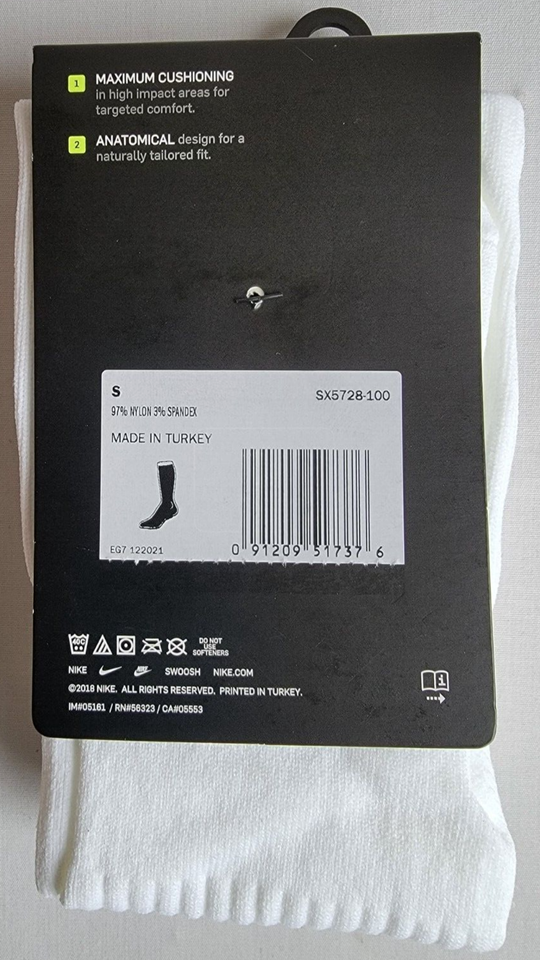 1 MAXIMUM CUSHIONING
in high impact areas for
targeted comfort.
2 ANATOMICAL design for a
naturally tailored fit.
S SX5728-100
97% NYLON 3% SPANDEX
MADE IN TURKEY
EG7 122021
0 91209 51737 6
40C
DO NOT
USE
SOFTENERS
NIKE NIKE SWOOSH NIKE.COM
©2018 NIKE. ALL RIGHTS RESERVED. PRINTED IN TURKEY.
IM#05161 / RN#56323 / CA#05553